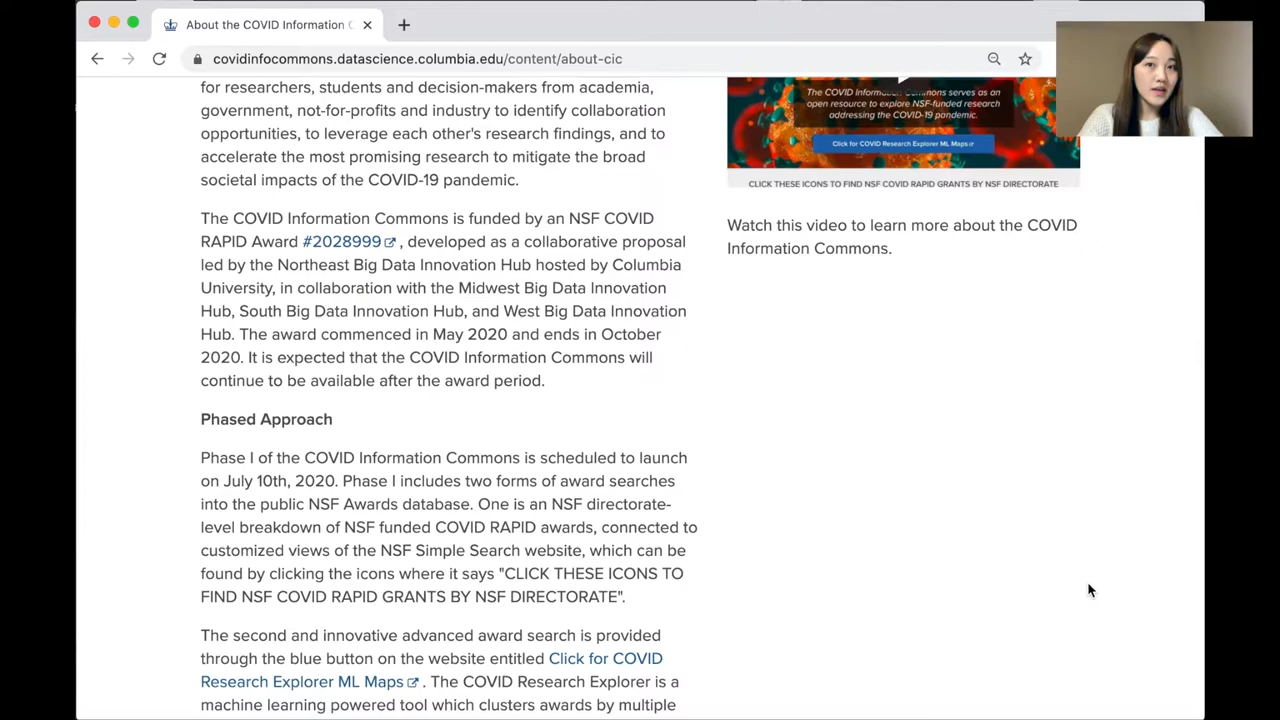 About the COVID Information C
covidinfocommons.datascience.columbia.edu/content/about-cic
for researchers, students and decision-makers from academia,
government, not-for-profits and industry to identify collaboration
opportunities, to leverage each other's research findings, and to
accelerate the most promising research to mitigate the broad
societal impacts of the COVID-19 pandemic.
The COVID Information Commons is funded by an NSF COVID
RAPID Award #2028999 , developed as a collaborative proposal
led by the Northeast Big Data Innovation Hub hosted by Columbia
University, in collaboration with the Midwest Big Data Innovation
Hub, South Big Data Innovation Hub, and West Big Data Innovation
Hub. The award commenced in May 2020 and ends in October
2020. It is expected that the COVID Information Commons will
continue to be available after the award period.
Phased Approach
Phase I of the COVID Information Commons is scheduled to launch
on July 10th, 2020. Phase I includes two forms of award searches
into the public NSF Awards database. One is an NSF directorate-
level breakdown of NSF funded COVID RAPID awards, connected to
customized views of the NSF Simple Search website, which can be
found by clicking the icons where it says "CLICK THESE ICONS TO
FIND NSF COVID RAPID GRANTS BY NSF DIRECTORATE".
The second and innovative advanced award search is provided
through the blue button on the website entitled Click for COVID
Research Explorer ML Maps . The COVID Research Explorer is a
machine learning powered tool which clusters awards by multiple
The COVID Information Commons serves as an
open resource to explore NSF-funded research
addressing the COVID-19 pandemic.
Click for COVID Research Explorer ML Maps
CLICK THESE ICONS TO FIND NSF COVID RAPID GRANTS BY NSF DIRECTORATE
Watch this video to learn more about the COVID
Information Commons.